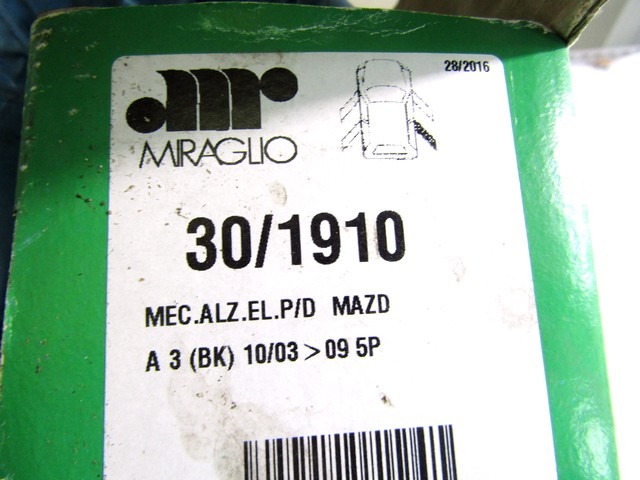 28/2016
MIRAGLIO
30/1910
MEC.ALZ.EL.P/D MAZD
A 3 (BK) 10/03 > 09 5P